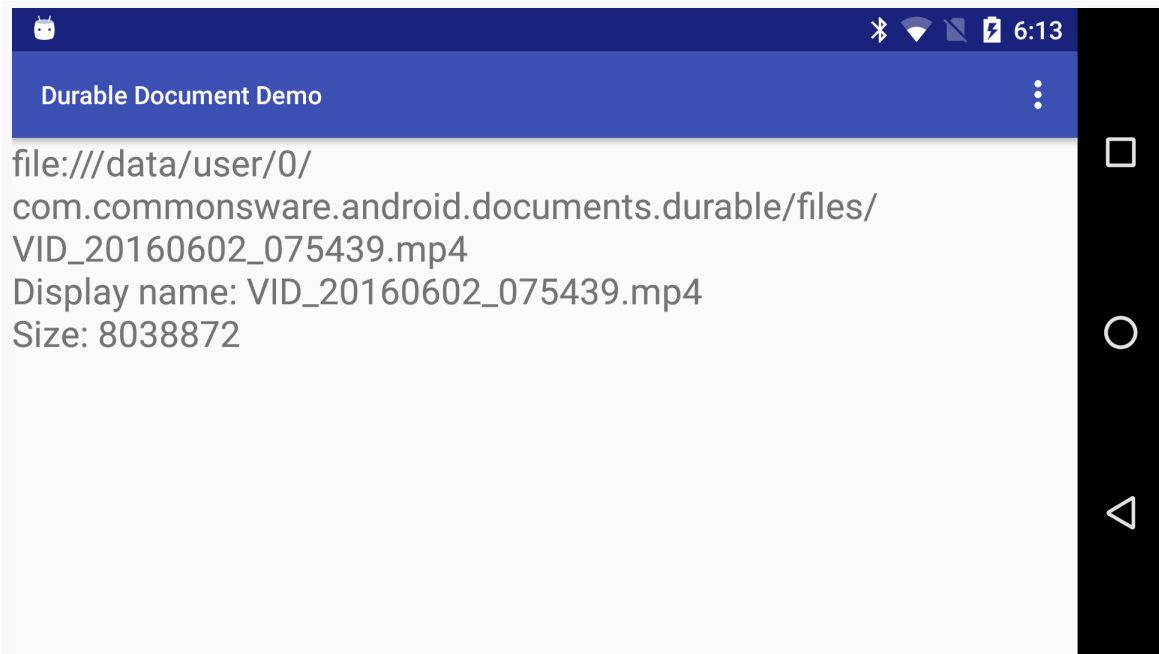 6:13
Durable Document Demo
file:///data/user/0/
com.commonsware.android.documents.durable/files/
VID_20160602_075439.mp4
Display name: VID_20160602_075439.mp4
Size: 8038872